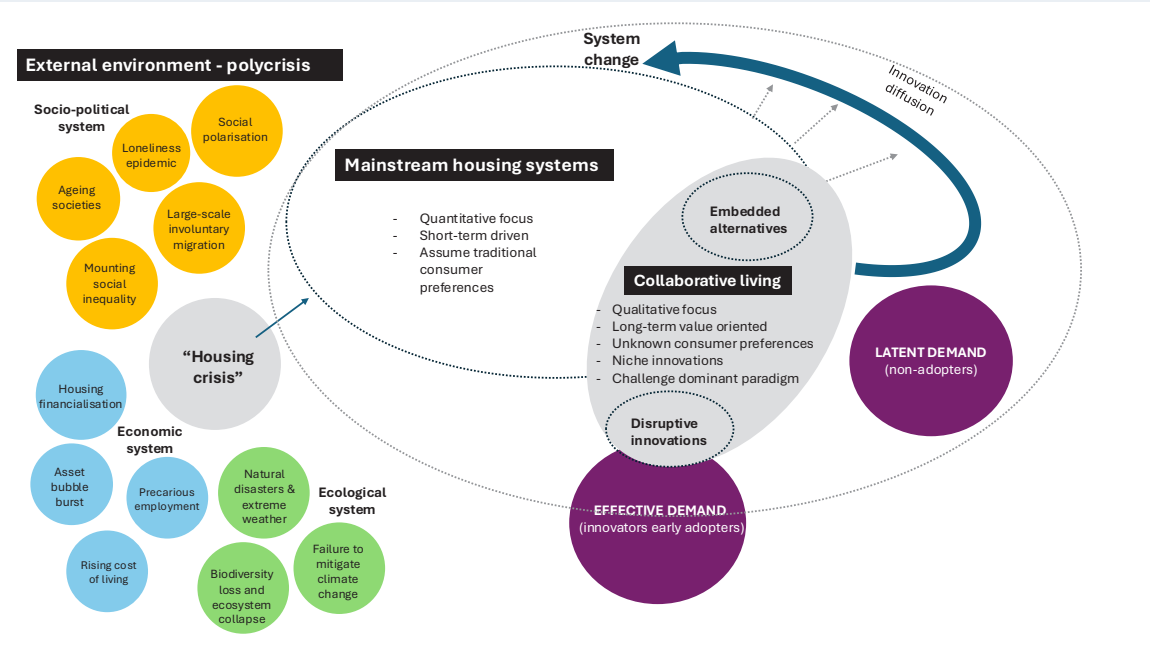 External environment - polycrisis
Socio-political
system
Social
polarisation
Loneliness
epidemic
Ageing
societies
Large-scale
involuntary
migration
Mounting
social
inequality
“Housing
crisis”
Housing
financialisation
Economic
system
Asset
bubble
burst
Precarious
employment
Rising cost
of living
Natural
disasters &
extreme
weather
Ecological
system
Failure to
mitigate
climate
change
Biodiversity
loss and
ecosystem
collapse
System
change
Innovation
diffusion
Mainstream housing systems
- Quantitative focus
- Short-term driven
- Assume traditional
consumer
preferences
Embedded
alternatives
Collaborative living
- Qualitative focus
- Long-term value oriented
- Unknown consumer preferences
- Niche innovations
- Challenge dominant paradigm
Disruptive
innovations
LATENT DEMAND
(non-adopters)
EFFECTIVE DEMAND
(innovators early adopters)